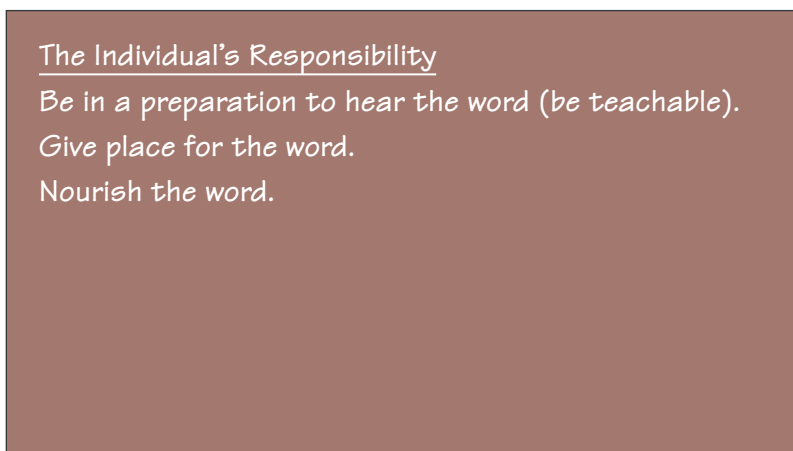 The Individual’s Responsibility
Be in a preparation to hear the word (be teachable).
Give place for the word.
Nourish the word.